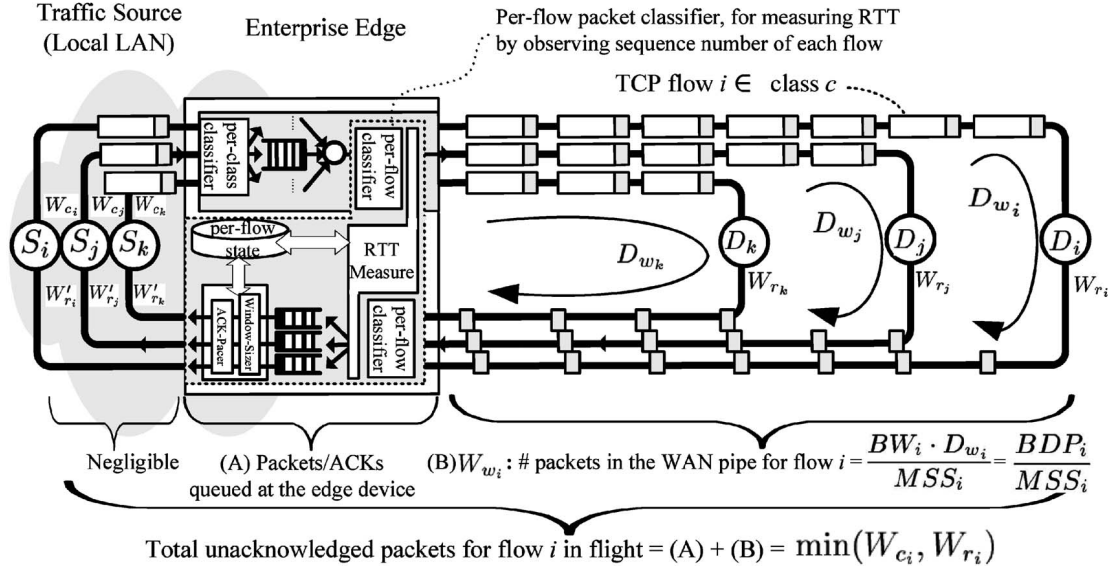 Traffic Source
(Local LAN)
Enterprise Edge
Per-flow packet classifier, for measuring RTT
by observing sequence number of each flow
TCP flow i ∈ class c
per-class
classifier
per-flow
classifier
W_{c_i}
W_{c_j}
W_{c_k}
S_i
S_j
S_k
W'_{r_i}
W'_{r_j}
W'_{r_k}
per-flow
state
RTT
Measure
ACK-Pacer
Window-Sizer
per-flow
classifier
D_{w_k}
D_k
W_{r_k}
D_{w_j}
D_j
W_{r_j}
D_{w_i}
D_i
W_{r_i}
Negligible
(A) Packets/ACKs
queued at the edge device
(B) W_{w_i} : # packets in the WAN pipe for flow i = \frac{BW_i · D_{w_i}}{MSS_i} = \frac{BDP_i}{MSS_i}
Total unacknowledged packets for flow i in flight = (A) + (B) = min(W_{c_i}, W_{r_i})